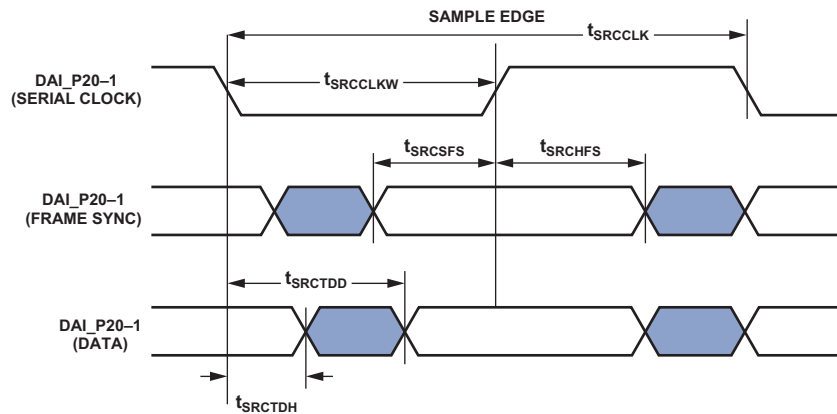 SAMPLE EDGE
tSRCCLK
DAI_P20–1
(SERIAL CLOCK)
tSRCCLKW
tSRCSFS
tSRCHFS
DAI_P20–1
(FRAME SYNC)
tSRCTDD
DAI_P20–1
(DATA)
tSRCTDH